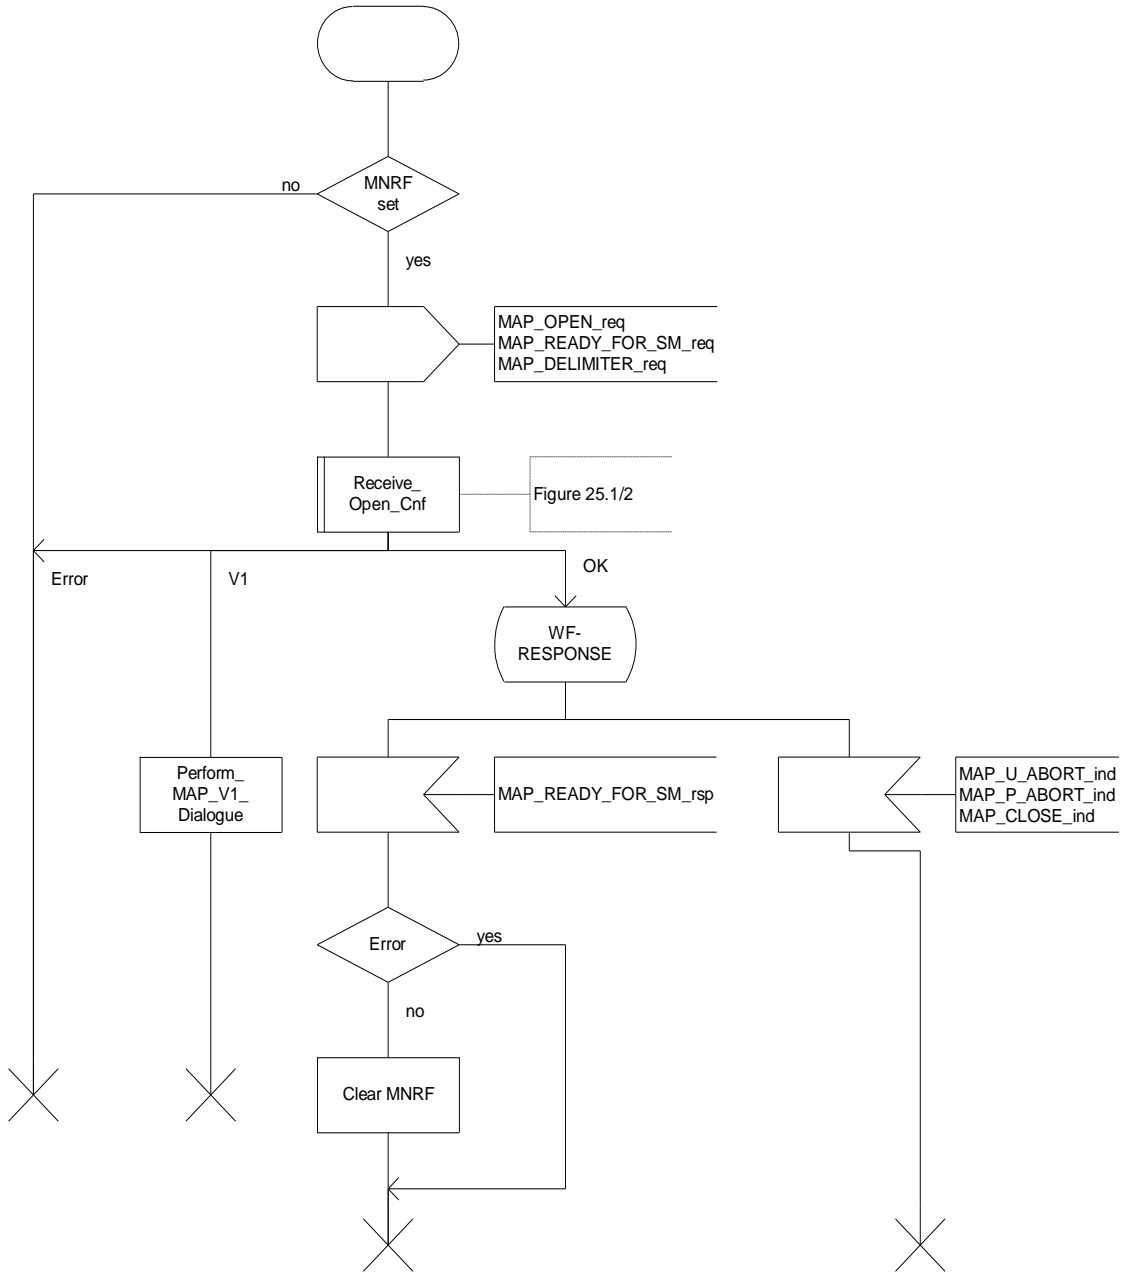 MNRF
set
no
yes
MAP_OPEN_req
MAP_READY_FOR_SM_req
MAP_DELIMITER_req
Receive_
Open_Cnf
Figure 25.1/2
Error
V1
OK
WF-
RESPONSE
Perform_
MAP_V1_
Dialogue
MAP_READY_FOR_SM_rsp
MAP_U_ABORT_ind
MAP_P_ABORT_ind
MAP_CLOSE_ind
Error
yes
no
Clear MNRF